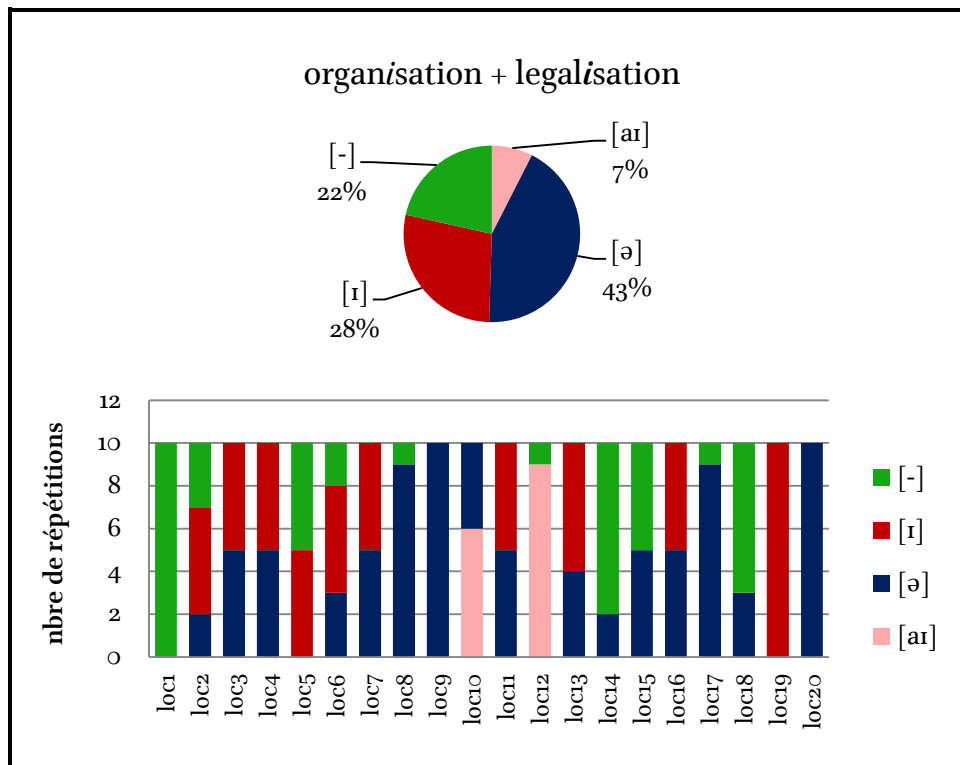 organisation + legalisation
[aɪ]
7%
[-]
22%
[ə]
43%
[ɪ]
28%
nbre de répétitions
12
10
8
6
4
2
0
loc1 loc2 loc3 loc4 loc5 loc6 loc7 loc8 loc9 loc10 loc11 loc12 loc13 loc14 loc15 loc16 loc17 loc18 loc19 loc20
[-]
[ɪ]
[ə]
[aɪ]